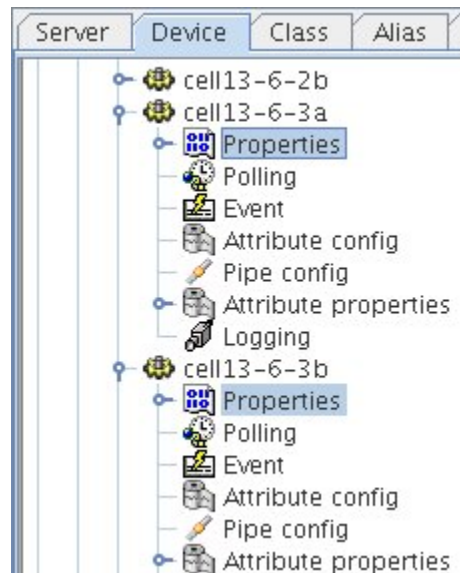 Server Device Class Alias
cell13-6-2b
cell13-6-3a
Properties
Polling
Event
Attribute config
Pipe config
Attribute properties
Logging
cell13-6-3b
Properties
Polling
Event
Attribute config
Pipe config
Attribute properties